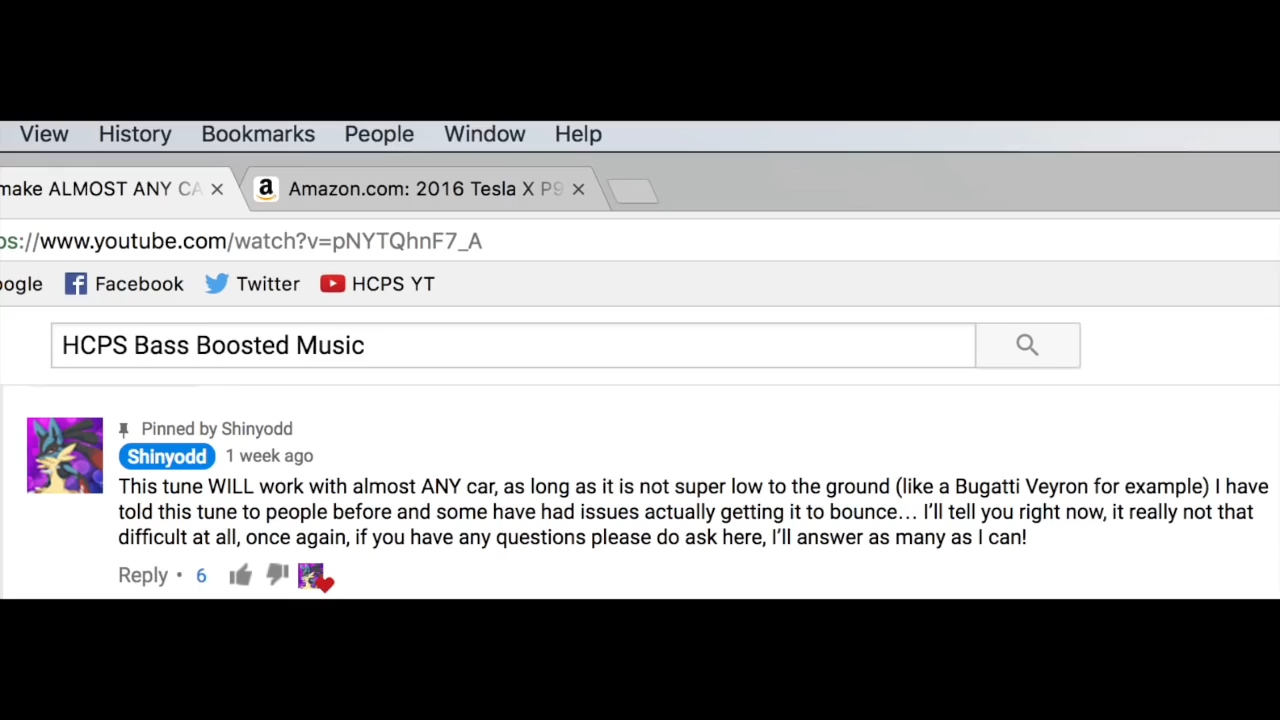 View History Bookmarks People Window Help
make ALMOST ANY CA Amazon.com: 2016 Tesla X P9
ps://www.youtube.com/watch?v=pNYTQhnF7_A
ogle Facebook Twitter HCPS YT
HCPS Bass Boosted Music
Pinned by Shinyodd
Shinyodd 1 week ago
This tune WILL work with almost ANY car, as long as it is not super low to the ground (like a Bugatti Veyron for example) I have
told this tune to people before and some have had issues actually getting it to bounce… I'll tell you right now, it really not that
difficult at all, once again, if you have any questions please do ask here, I'll answer as many as I can!
Reply • 6